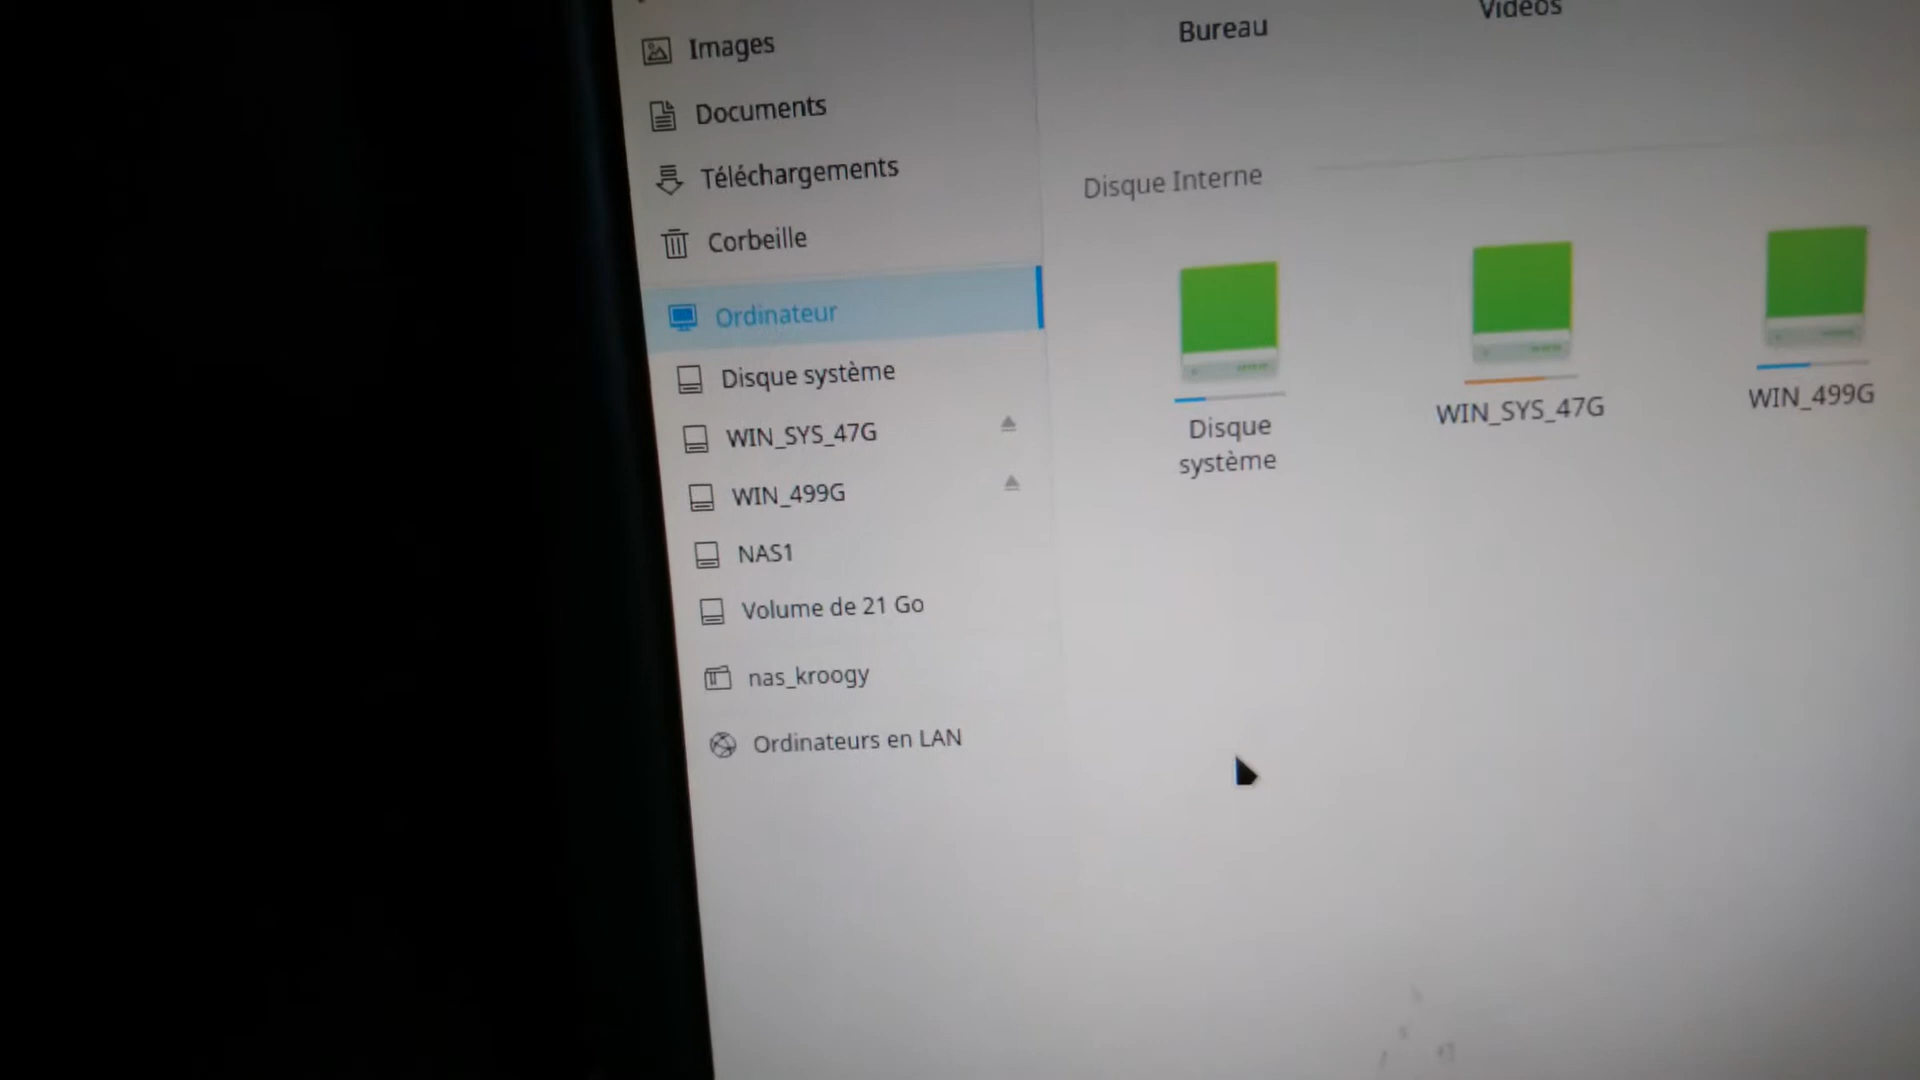 Images
Documents
Téléchargements
Corbeille
Ordinateur
Disque système
WIN_SYS_47G
WIN_499G
NAS1
Volume de 21 Go
nas_kroogy
Ordinateurs en LAN
Bureau
Vidéos
Disque Interne
Disque
système
WIN_SYS_47G
WIN_499G